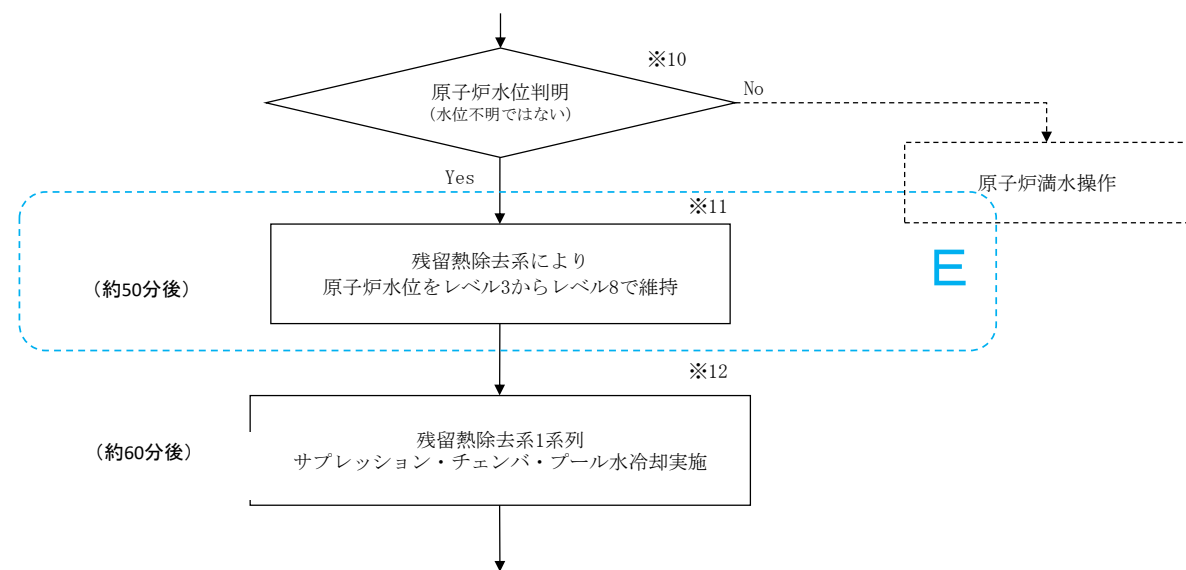 ※10
原子炉水位判明
(水位不明ではない)
No
原子炉満水操作
Yes
※11
残留熱除去系により
原子炉水位をレベル3からレベル8で維持
(約50分後)
E
※12
残留熱除去系1系列
サプレッション・チェンバ・プール水冷却実施
(約60分後)